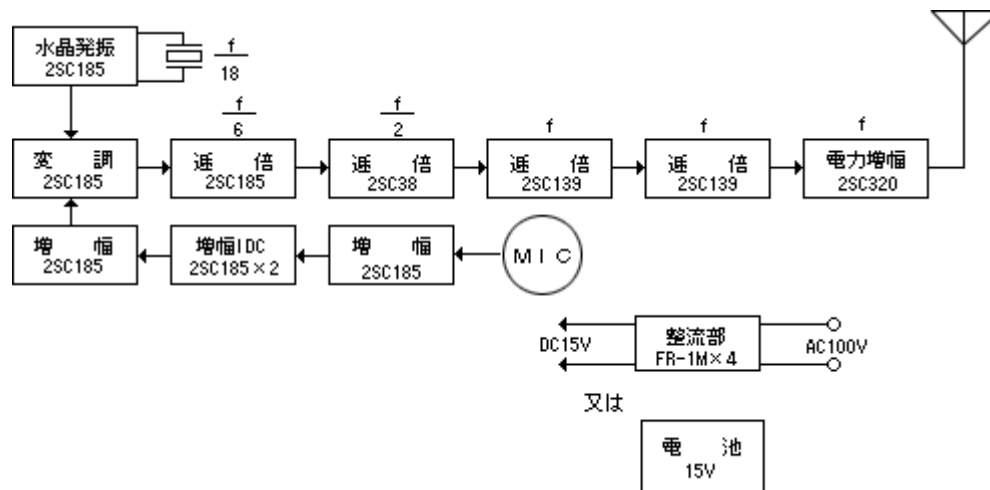 水晶発振
2SC185
f
18
f
6
f
2
f
f
f
変　調
2SC185
逓　倍
2SC185
逓　倍
2SC38
逓　倍
2SC139
逓　倍
2SC139
電力増幅
2SC320
増　幅
2SC185
増幅IDC
2SC185×2
増　幅
2SC185
ＭＩＣ
DC15V
整流部
FR-1M×4
AC100V
又は
電　池
15V